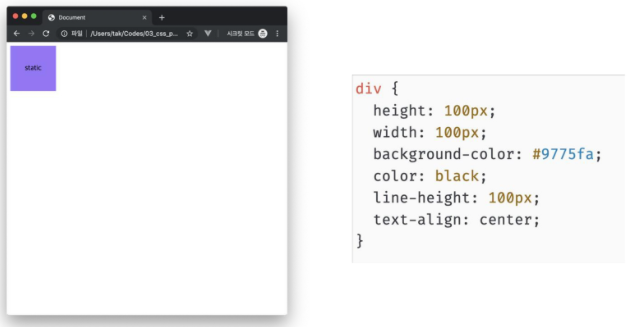 Document
파일 | /Users/tak/Codes/03_css_p...
시크릿 모드
static
div {
  height: 100px;
  width: 100px;
  background-color: #9775fa;
  color: black;
  line-height: 100px;
  text-align: center;
}